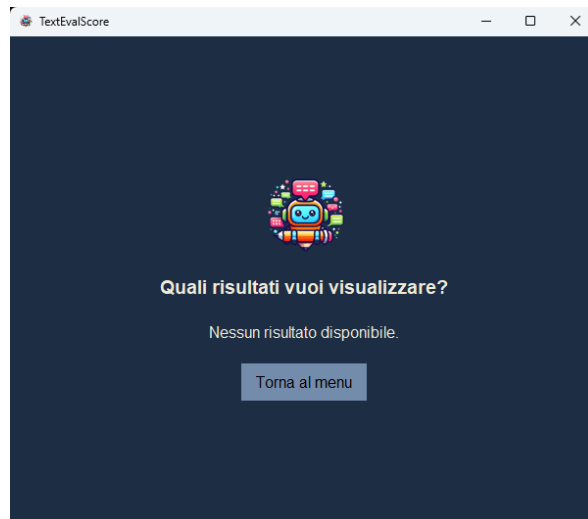 TextEvalScore
Quali risultati vuoi visualizzare?
Nessun risultato disponibile.
Torna al menu